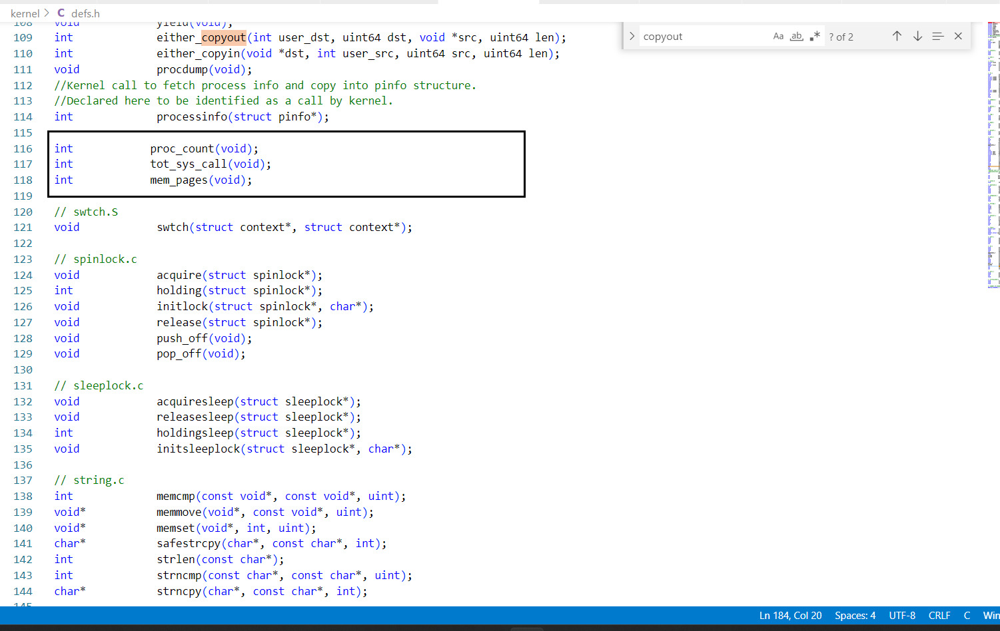 kernel > C defs.h
108 void yield(void);
109 int either_copyout(int user_dst, uint64 dst, void *src, uint64 len);
copyout Aa ab .* ? of 2
110 int either_copyin(void *dst, int user_src, uint64 src, uint64 len);
111 void procdump(void);
112 //Kernel call to fetch process info and copy into pinfo structure.
113 //Declared here to be identified as a call by kernel.
114 int processinfo(struct pinfo*);
115
116 int proc_count(void);
117 int tot_sys_call(void);
118 int mem_pages(void);
119
120 // swtch.S
121 void swtch(struct context*, struct context*);
122
123 // spinlock.c
124 void acquire(struct spinlock*);
125 int holding(struct spinlock*);
126 void initlock(struct spinlock*, char*);
127 void release(struct spinlock*);
128 void push_off(void);
129 void pop_off(void);
130
131 // sleeplock.c
132 void acquiresleep(struct sleeplock*);
133 void releasesleep(struct sleeplock*);
134 int holdingsleep(struct sleeplock*);
135 void initsleeplock(struct sleeplock*, char*);
136
137 // string.c
138 int memcmp(const void*, const void*, uint);
139 void* memmove(void*, const void*, uint);
140 void* memset(void*, int, uint);
141 char* safestrcpy(char*, const char*, int);
142 int strlen(const char*);
143 int strncmp(const char*, const char*, uint);
144 char* strncpy(char*, const char*, int);
145
Ln 184, Col 20 Spaces: 4 UTF-8 CRLF C Win